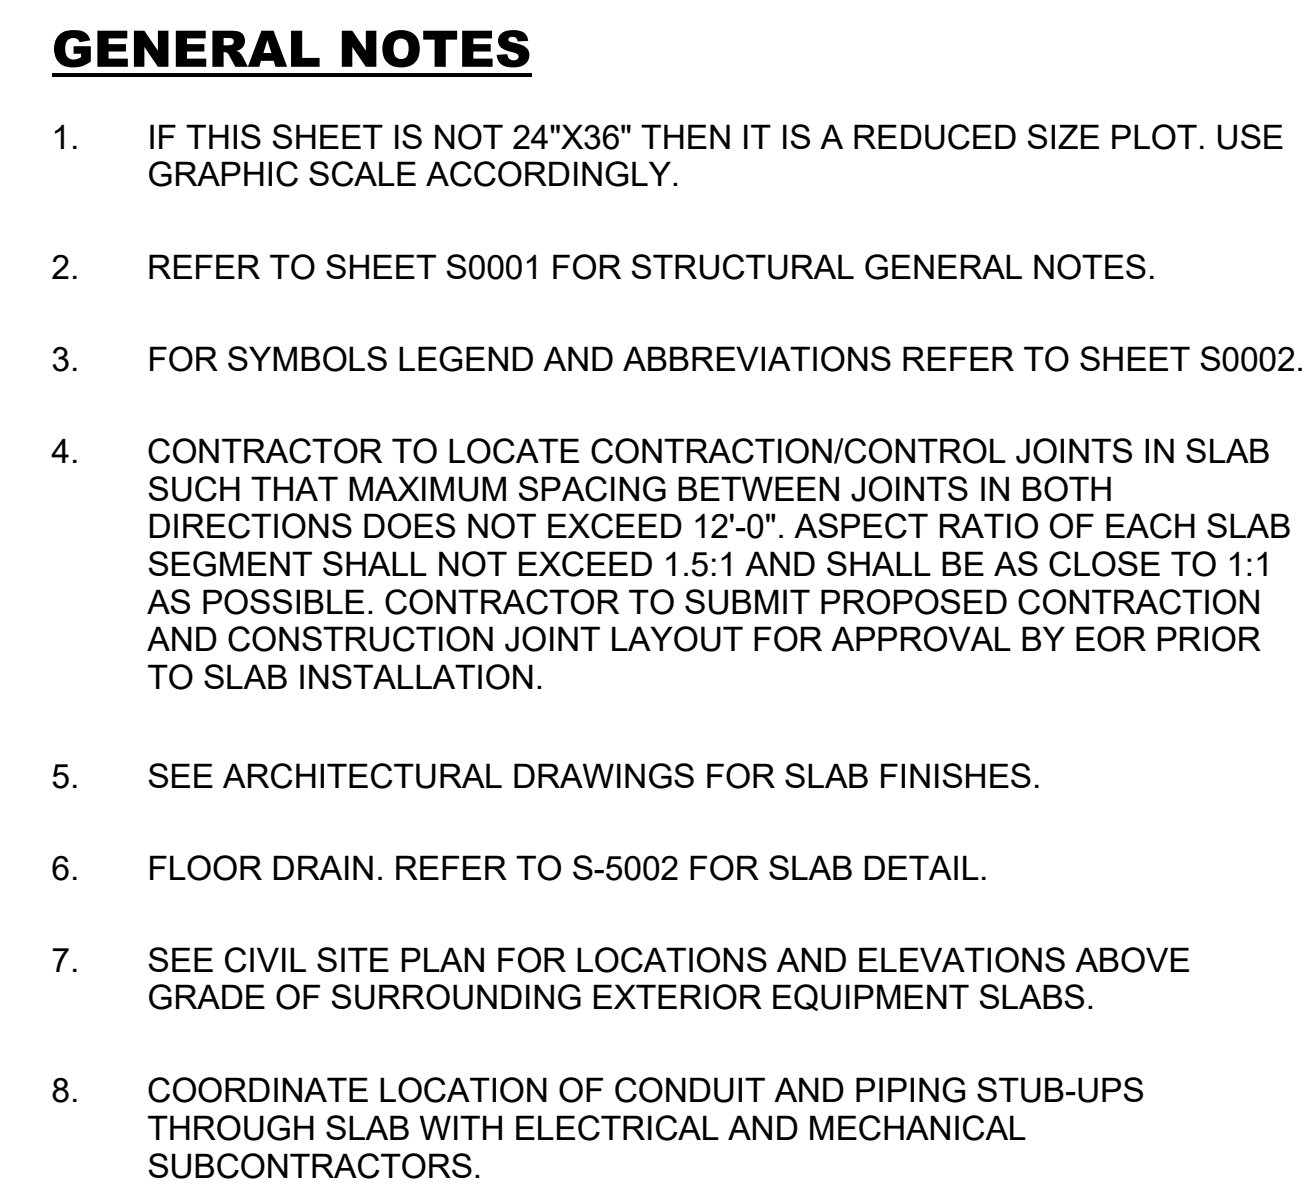 GENERAL NOTES
1. IF THIS SHEET IS NOT 24"X36" THEN IT IS A REDUCED SIZE PLOT. USE
GRAPHIC SCALE ACCORDINGLY.
2. REFER TO SHEET S0001 FOR STRUCTURAL GENERAL NOTES.
3. FOR SYMBOLS LEGEND AND ABBREVIATIONS REFER TO SHEET S0002.
4. CONTRACTOR TO LOCATE CONTRACTION/CONTROL JOINTS IN SLAB
SUCH THAT MAXIMUM SPACING BETWEEN JOINTS IN BOTH
DIRECTIONS DOES NOT EXCEED 12'-0". ASPECT RATIO OF EACH SLAB
SEGMENT SHALL NOT EXCEED 1.5:1 AND SHALL BE AS CLOSE TO 1:1
AS POSSIBLE. CONTRACTOR TO SUBMIT PROPOSED CONTRACTION
AND CONSTRUCTION JOINT LAYOUT FOR APPROVAL BY EOR PRIOR
TO SLAB INSTALLATION.
5. SEE ARCHITECTURAL DRAWINGS FOR SLAB FINISHES.
6. FLOOR DRAIN. REFER TO S-5002 FOR SLAB DETAIL.
7. SEE CIVIL SITE PLAN FOR LOCATIONS AND ELEVATIONS ABOVE
GRADE OF SURROUNDING EXTERIOR EQUIPMENT SLABS.
8. COORDINATE LOCATION OF CONDUIT AND PIPING STUB-UPS
THROUGH SLAB WITH ELECTRICAL AND MECHANICAL
SUBCONTRACTORS.